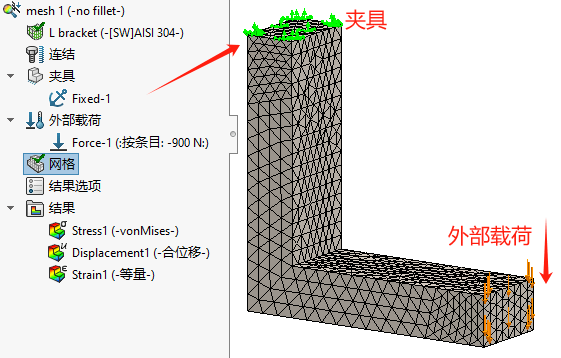 mesh 1 (-no fillet-)
L bracket (-[SW]AISI 304-)
连结
夹具
Fixed-1
外部载荷
Force-1 (:按条目: -900 N:)
网格
结果选项
结果
Stress1 (-vonMises-)
Displacement1 (-合位移-)
Strain1 (-等量-)
夹具
外部载荷